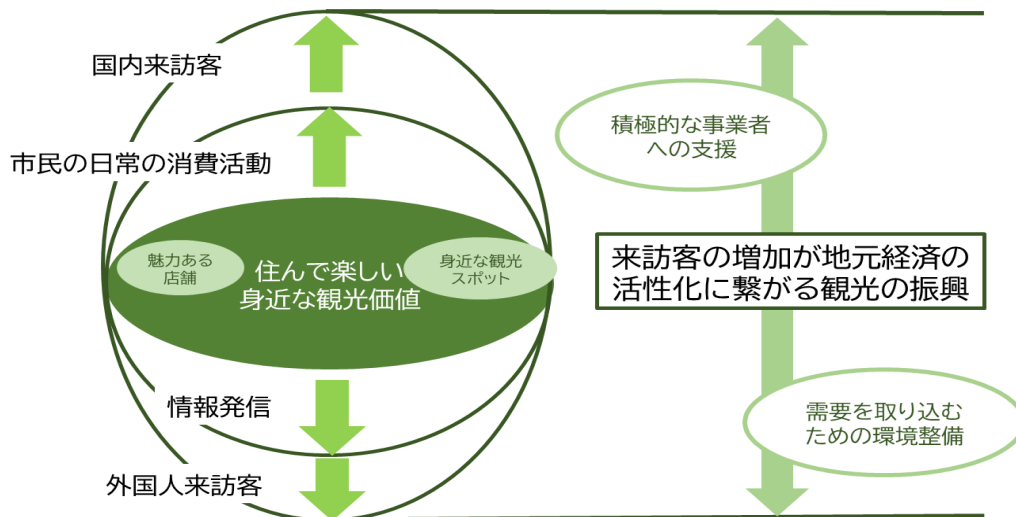 国内来訪客
市民の日常の消費活動
魅力ある
店舗
住んで楽しい
身近な観光価値
身近な観光
スポット
情報発信
外国人来訪客
積極的な事業者
への支援
来訪客の増加が地元経済の
活性化に繋がる観光の振興
需要を取り込む
ための環境整備